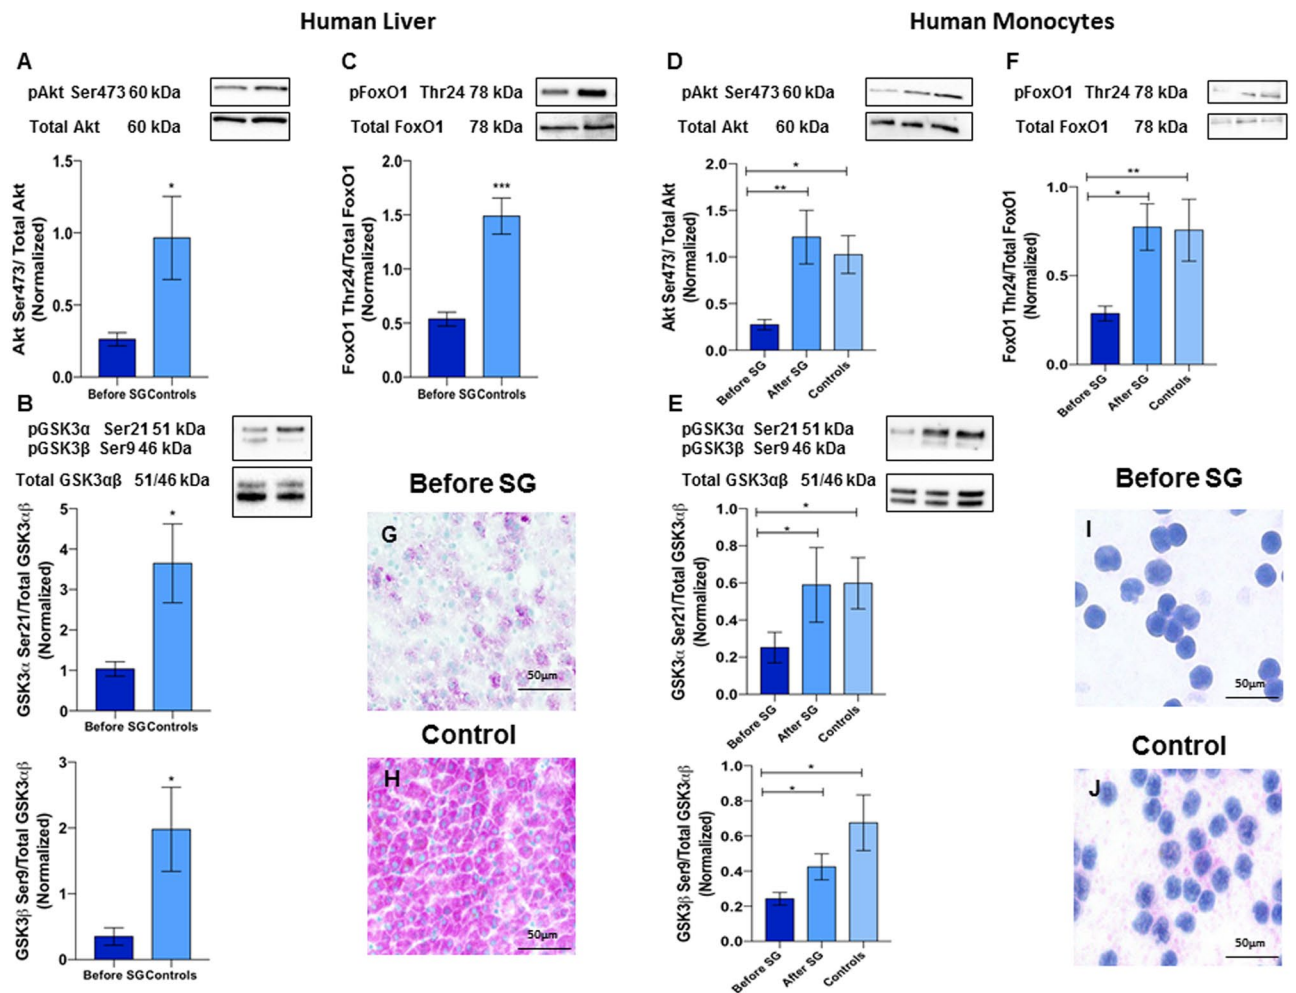 Human Liver
Human Monocytes
A
pAkt Ser473 60 kDa
Total Akt 60 kDa
Akt Ser473/ Total Akt
(Normalized)
1.5
1.0
0.5
0.0
*
Before SG Controls
C
pFoxO1 Thr24 78 kDa
Total FoxO1 78 kDa
FoxO1 Thr24/Total FoxO1
(Normalized)
2.0
1.5
1.0
0.5
0.0
***
Before SG Controls
D
pAkt Ser473 60 kDa
Total Akt 60 kDa
Akt Ser473/ Total Akt
(Normalized)
2.0
1.5
1.0
0.5
0.0
*
**
Before SG
After SG
Controls
F
pFoxO1 Thr24 78 kDa
Total FoxO1 78 kDa
FoxO1 Thr24/Total FoxO1
(Normalized)
1.0
0.5
0.0
**
*
Before SG
After SG
Controls
B
pGSK3α Ser21 51 kDa
pGSK3β Ser9 46 kDa
Total GSK3αβ 51/46 kDa
GSK3α Ser21/Total GSK3αβ
(Normalized)
5
4
3
2
1
0
*
Before SG Controls
GSK3β Ser9/Total GSK3αβ
(Normalized)
3
2
1
0
*
Before SG Controls
Before SG
G
50μm
Control
H
50μm
E
pGSK3α Ser21 51 kDa
pGSK3β Ser9 46 kDa
Total GSK3αβ 51/46 kDa
GSK3α Ser21/Total GSK3αβ
(Normalized)
1.0
0.8
0.6
0.4
0.2
0.0
*
*
Before SG
After SG
Controls
GSK3β Ser9/Total GSK3αβ
(Normalized)
1.0
0.8
0.6
0.4
0.2
0.0
*
*
Before SG
After SG
Controls
Before SG
I
50μm
Control
J
50μm